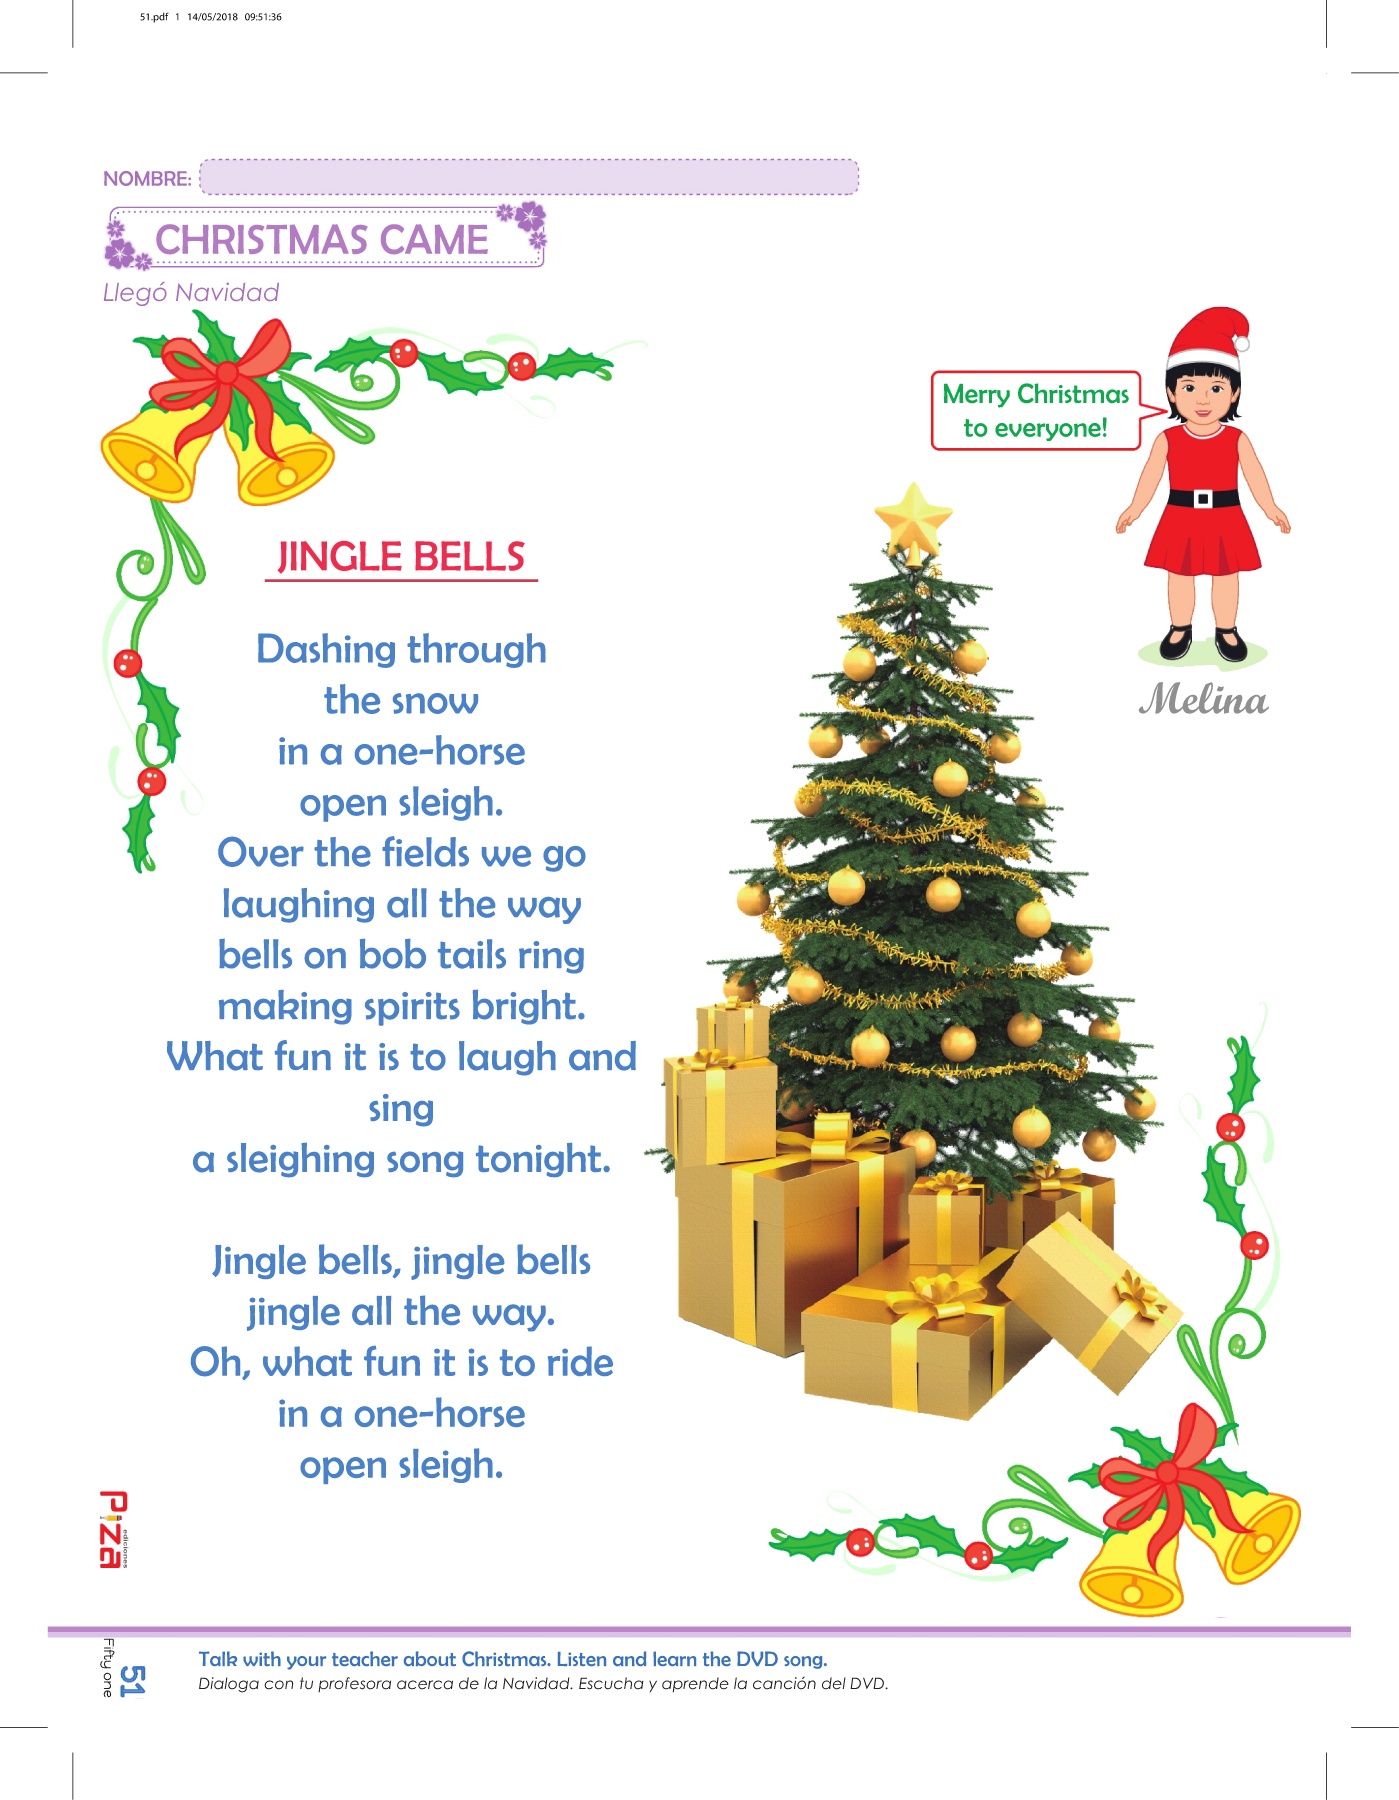 51.pdf 1 14/05/2018 09:51:36
NOMBRE:
CHRISTMAS CAME
Llegó Navidad
Merry Christmas
to everyone!
Melina
JINGLE BELLS
Dashing through
the snow
in a one-horse
open sleigh.
Over the fields we go
laughing all the way
bells on bob tails ring
making spirits bright.
What fun it is to laugh and
sing
a sleighing song tonight.
Jingle bells, jingle bells
jingle all the way.
Oh, what fun it is to ride
in a one-horse
open sleigh.
Piza
ediciones
51
Fifty one
Talk with your teacher about Christmas. Listen and learn the DVD song.
Dialoga con tu profesora acerca de la Navidad. Escucha y aprende la canción del DVD.